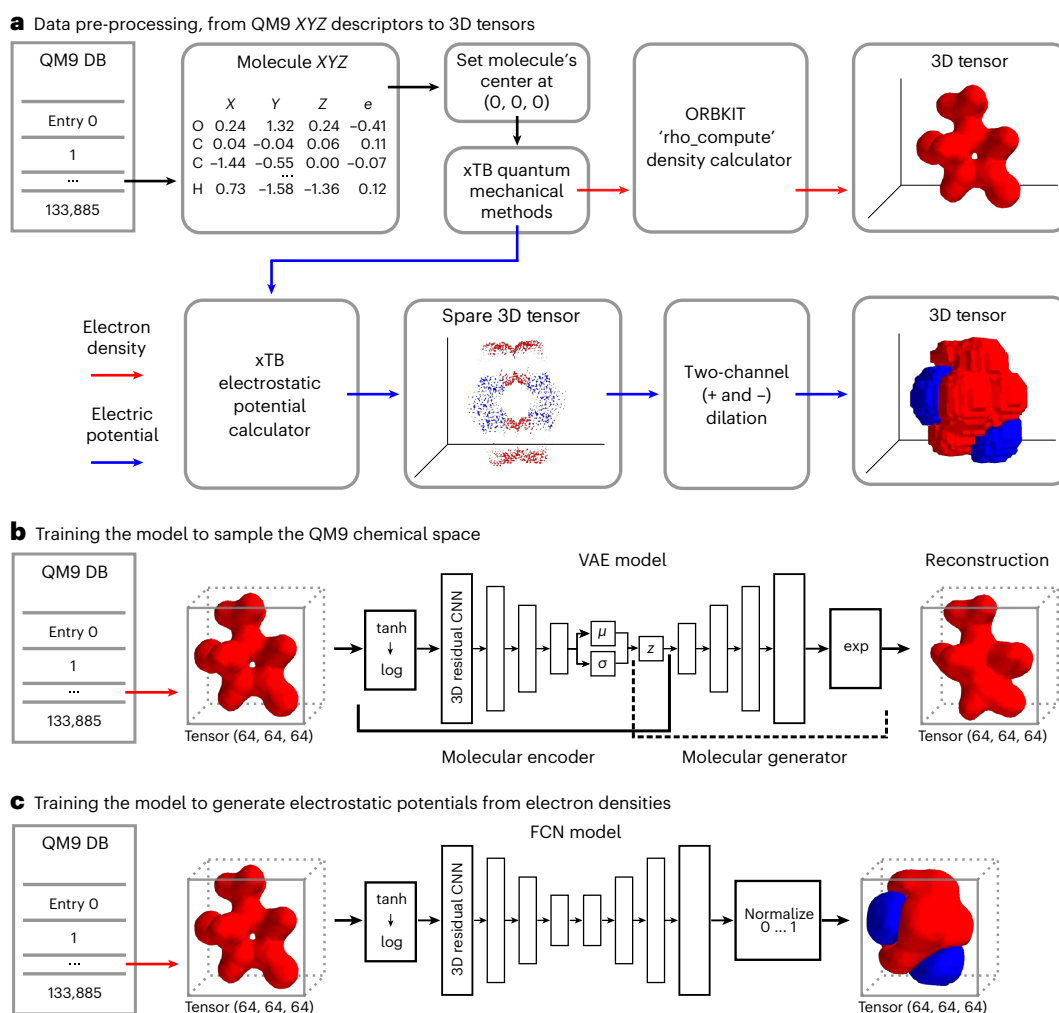 a Data pre-processing, from QM9 XYZ descriptors to 3D tensors
QM9 DB
Entry 0
1
...
133,885
Molecule XYZ
X Y Z e
O 0.24 1.32 0.24 −0.41
C 0.04 −0.04 0.06 0.11
C −1.44 −0.55 0.00 −0.07
...
H 0.73 −1.58 −1.36 0.12
Set molecule's
center at
(0, 0, 0)
xTB quantum
mechanical
methods
ORBKIT
'rho_compute'
density calculator
3D tensor
Electron
density
Electric
potential
xTB
electrostatic
potential
calculator
Spare 3D tensor
Two-channel
(+ and −)
dilation
3D tensor
b Training the model to sample the QM9 chemical space
QM9 DB
Entry 0
1
...
133,885
Tensor (64, 64, 64)
VAE model
tanh
log
3D residual CNN
μ
σ
z
exp
Molecular encoder
Molecular generator
Reconstruction
Tensor (64, 64, 64)
c Training the model to generate electrostatic potentials from electron densities
QM9 DB
Entry 0
1
...
133,885
Tensor (64, 64, 64)
FCN model
tanh
log
3D residual CNN
Normalize
0 ... 1
Tensor (64, 64, 64)